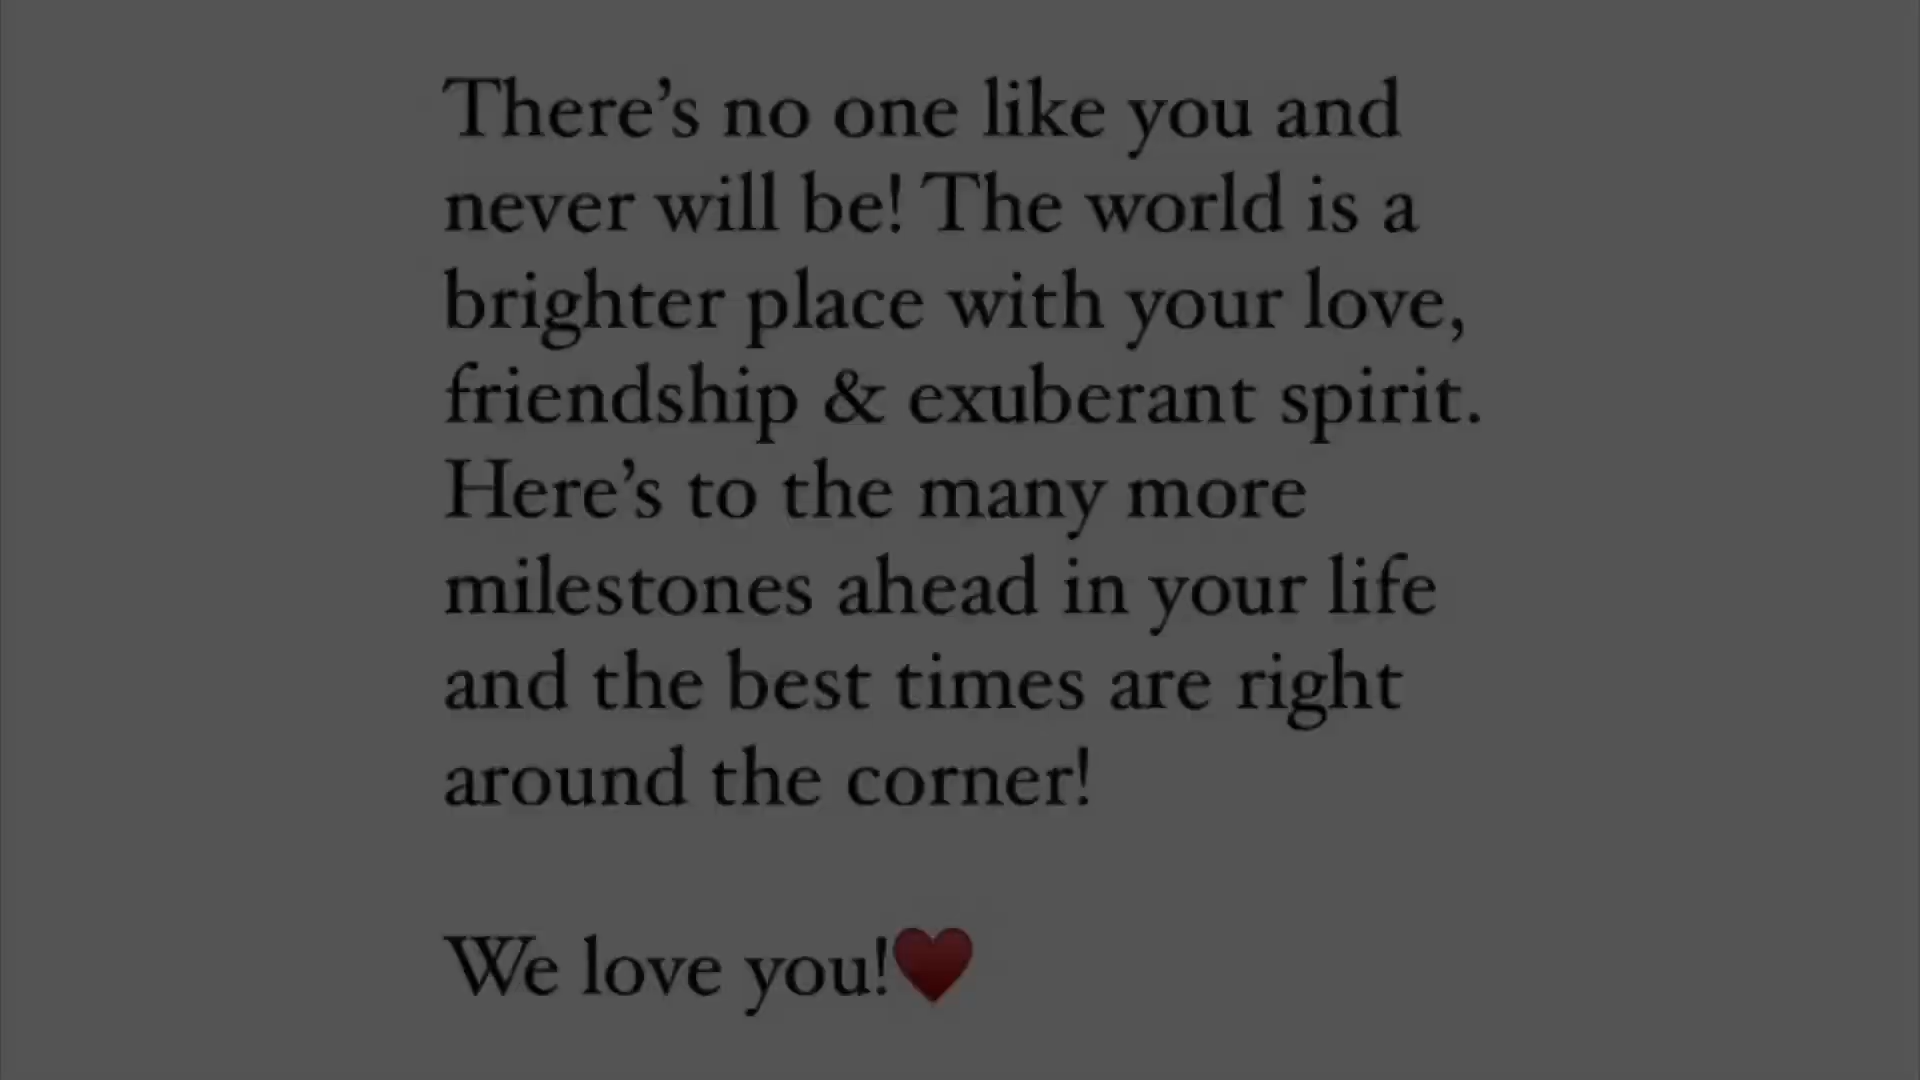 There’s no one like you and
never will be! The world is a
brighter place with your love,
friendship & exuberant spirit.
Here’s to the many more
milestones ahead in your life
and the best times are right
around the corner!
We love you!♥